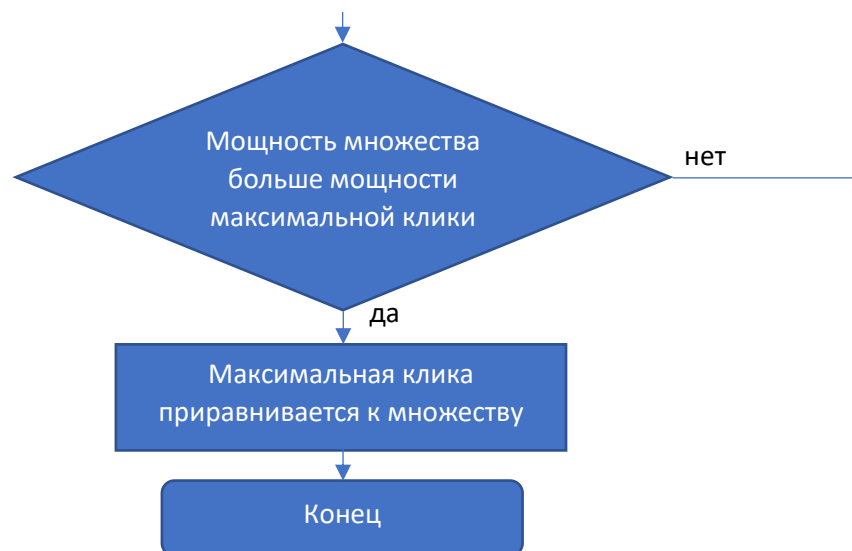 Мощность множества
больше мощности
максимальной клики
нет
да
Максимальная клика
приравнивается к множеству
Конец